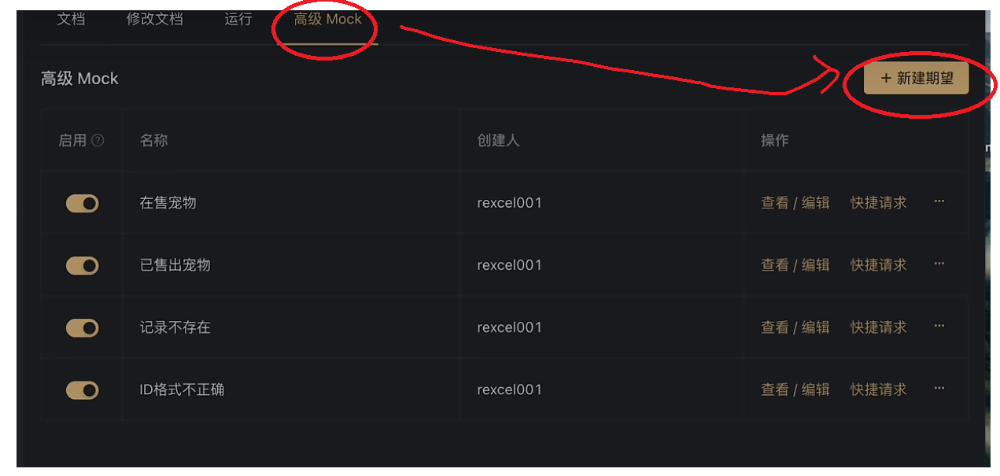 文档 修改文档 运行 高级 Mock
高级 Mock + 新建期望
启用 ? 名称 创建人 操作
在售宠物 rexcel001 查看 / 编辑 快捷请求 ···
已售出宠物 rexcel001 查看 / 编辑 快捷请求 ···
记录不存在 rexcel001 查看 / 编辑 快捷请求 ···
ID格式不正确 rexcel001 查看 / 编辑 快捷请求 ···